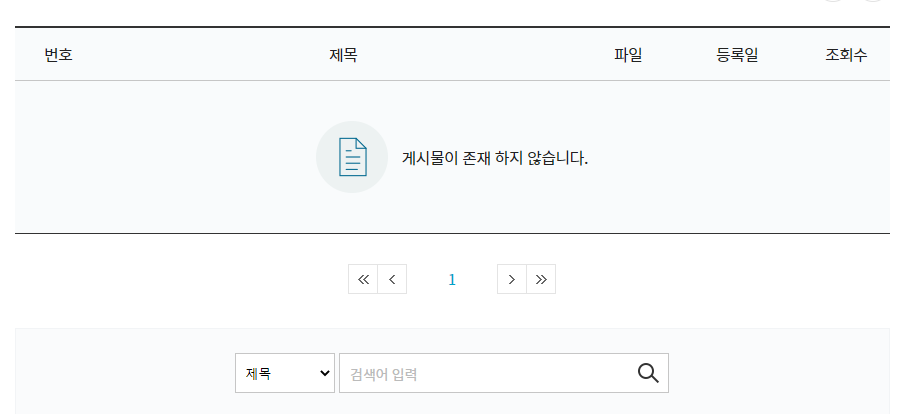 번호 제목 파일 등록일 조회수
게시물이 존재 하지 않습니다.
1
제목 검색어 입력